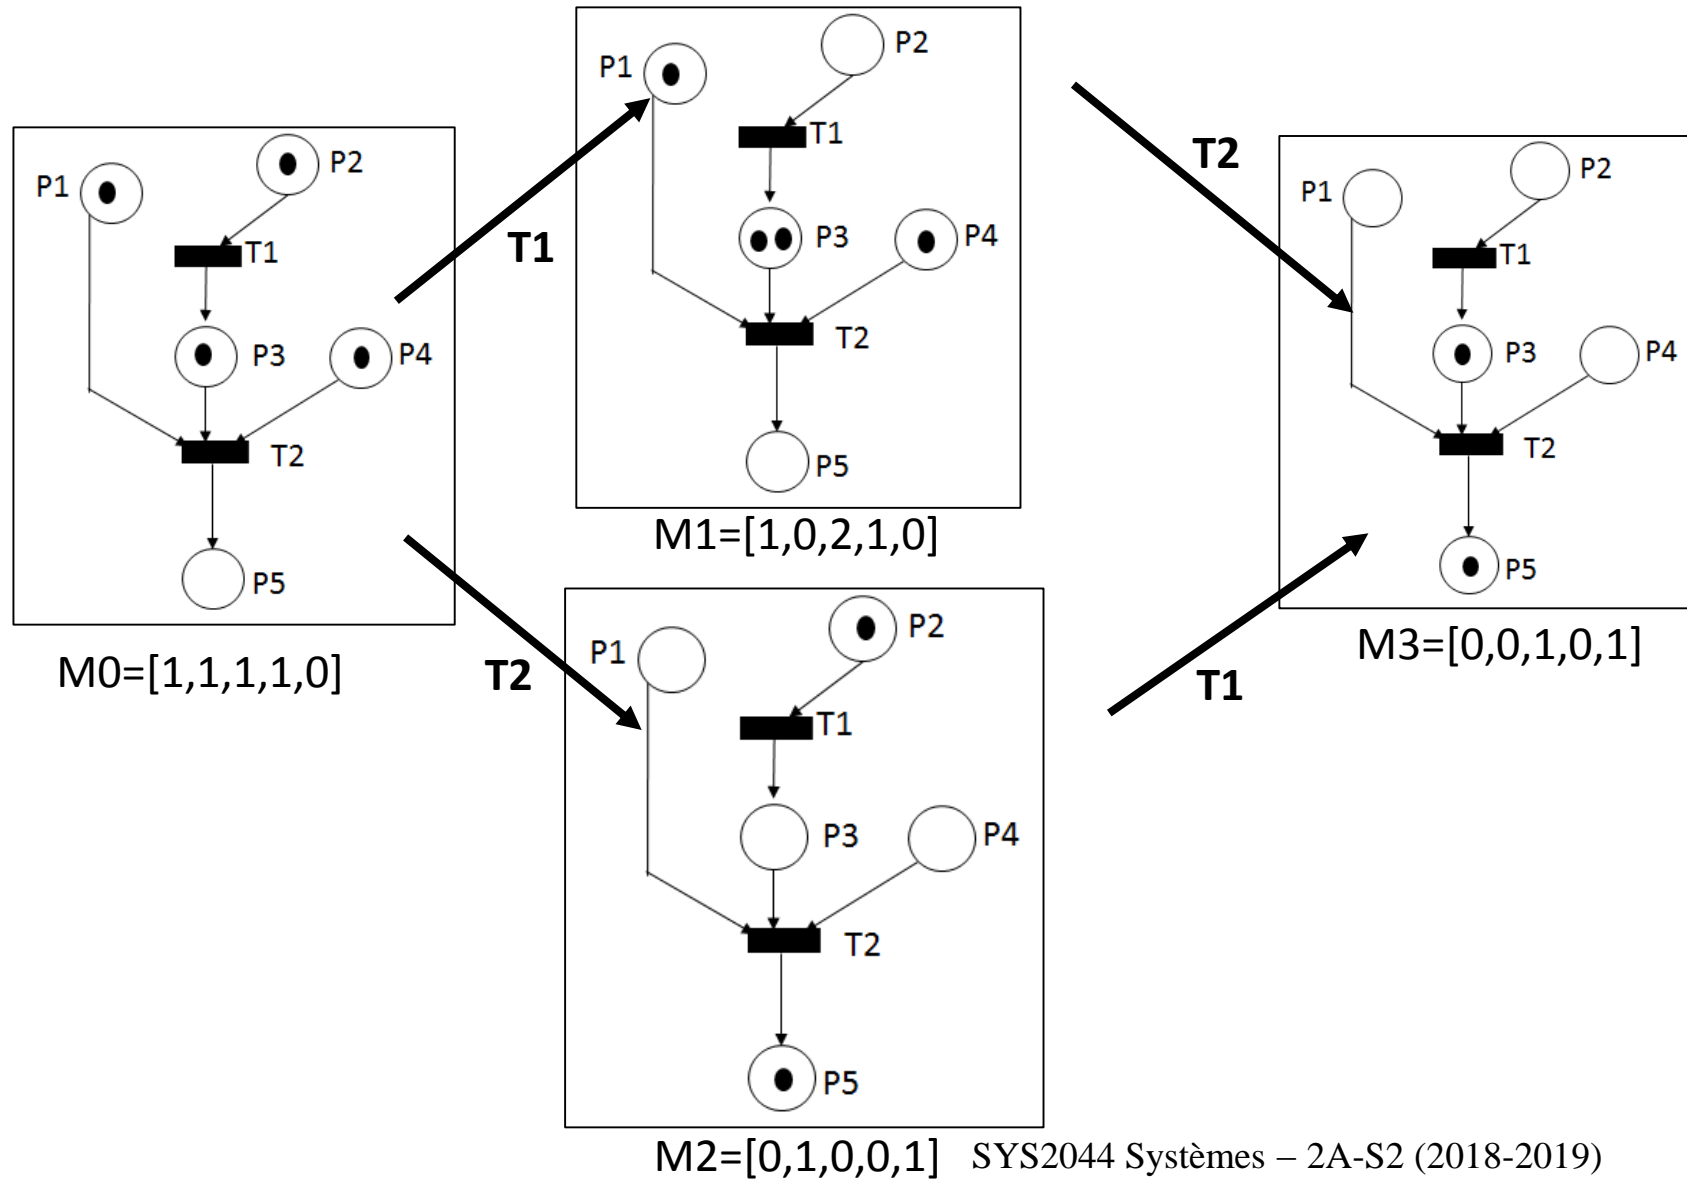 P1
P2
T1
P3
P4
T2
P5
M0=[1,1,1,1,0]
T1
T2
P1
P2
T1
P3
P4
T2
P5
M1=[1,0,2,1,0]
P1
P2
T1
P3
P4
T2
P5
M2=[0,1,0,0,1]
T2
T1
P1
P2
T1
P3
P4
T2
P5
M3=[0,0,1,0,1]
SYS2044 Systèmes – 2A-S2 (2018-2019)